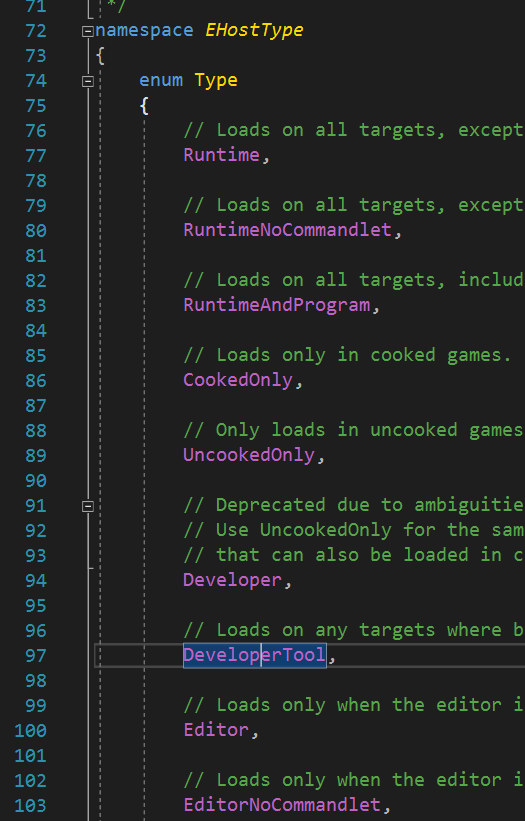 71 */
72 namespace EHostType
73 {
74 enum Type
75 {
76 // Loads on all targets, except
77 Runtime,
78
79 // Loads on all targets, except
80 RuntimeNoCommandlet,
81
82 // Loads on all targets, includ
83 RuntimeAndProgram,
84
85 // Loads only in cooked games.
86 CookedOnly,
87
88 // Only loads in uncooked games
89 UncookedOnly,
90
91 // Deprecated due to ambiguitie
92 // Use UncookedOnly for the sam
93 // that can also be loaded in c
94 Developer,
95
96 // Loads on any targets where b
97 DeveloperTool,
98
99 // Loads only when the editor i
100 Editor,
101
102 // Loads only when the editor i
103 EditorNoCommandlet,